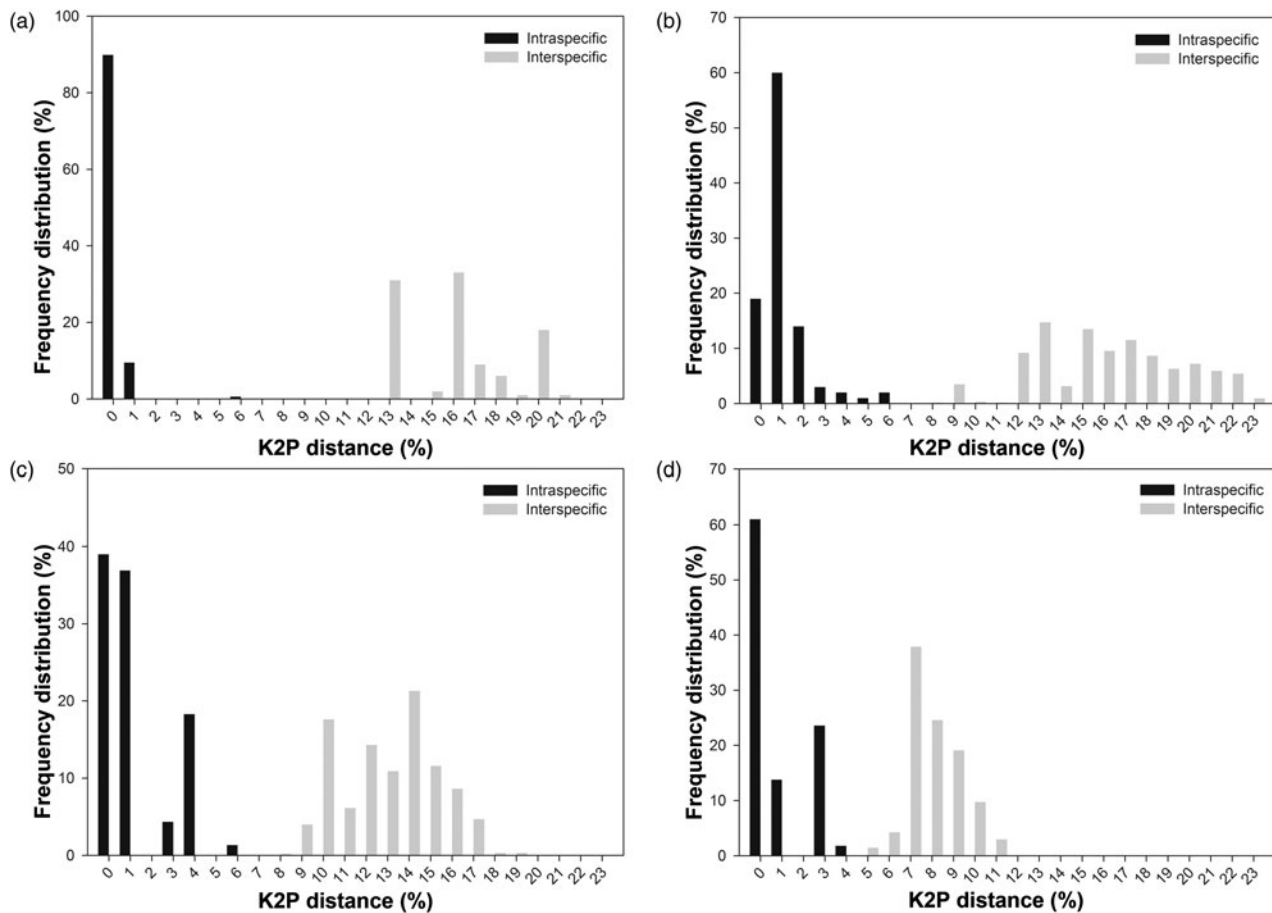 (a)
100
80
60
40
20
0
Frequency distribution (%)
Intraspecific
Interspecific
0 1 2 3 4 5 6 7 8 9 10 11 12 13 14 15 16 17 18 19 20 21 22 23
K2P distance (%)
(b)
70
60
50
40
30
20
10
0
Frequency distribution (%)
Intraspecific
Interspecific
0 1 2 3 4 5 6 7 8 9 10 11 12 13 14 15 16 17 18 19 20 21 22 23
K2P distance (%)
(c)
50
40
30
20
10
0
Frequency distribution (%)
Intraspecific
Interspecific
0 1 2 3 4 5 6 7 8 9 10 11 12 13 14 15 16 17 18 19 20 21 22 23
K2P distance (%)
(d)
70
60
50
40
30
20
10
0
Frequency distribution (%)
Intraspecific
Interspecific
0 1 2 3 4 5 6 7 8 9 10 11 12 13 14 15 16 17 18 19 20 21 22 23
K2P distance (%)